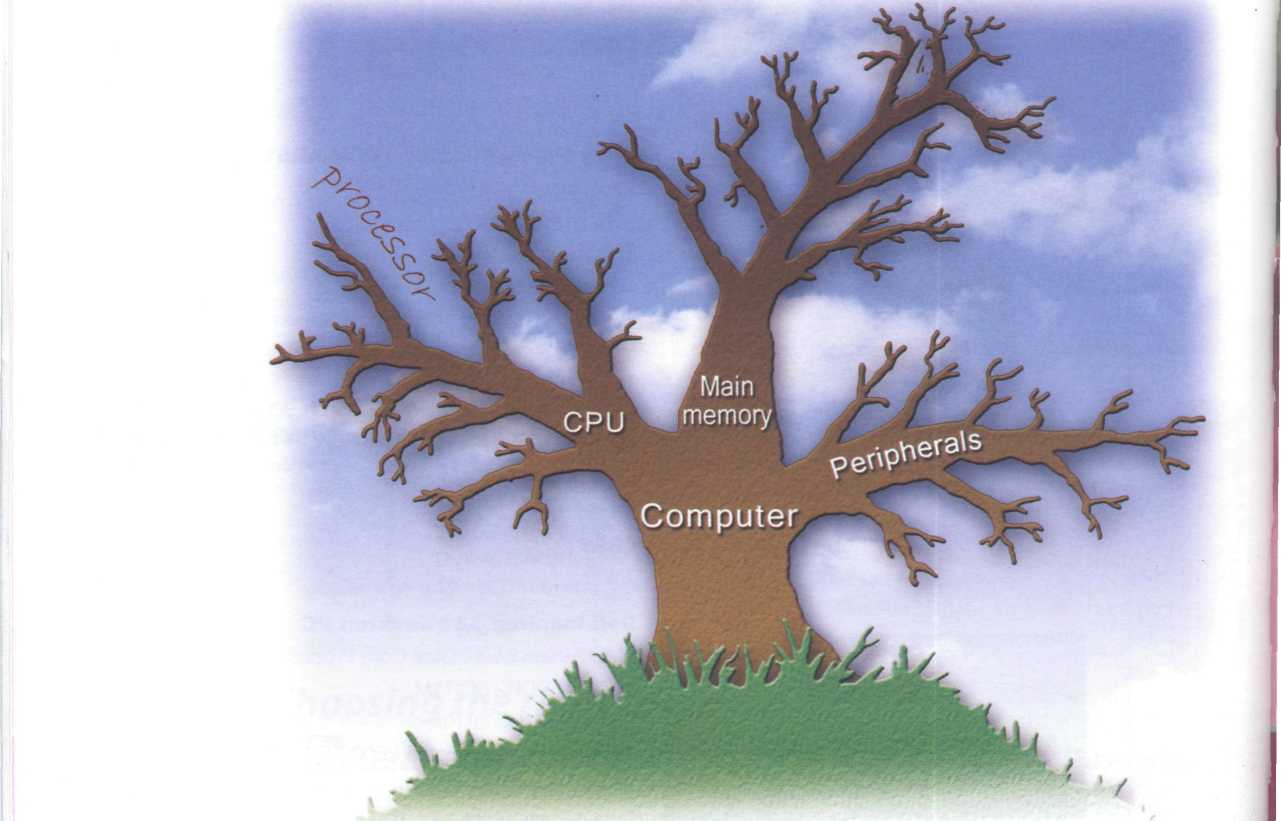 processor
CPU
Main
memory
Peripherals
Computer